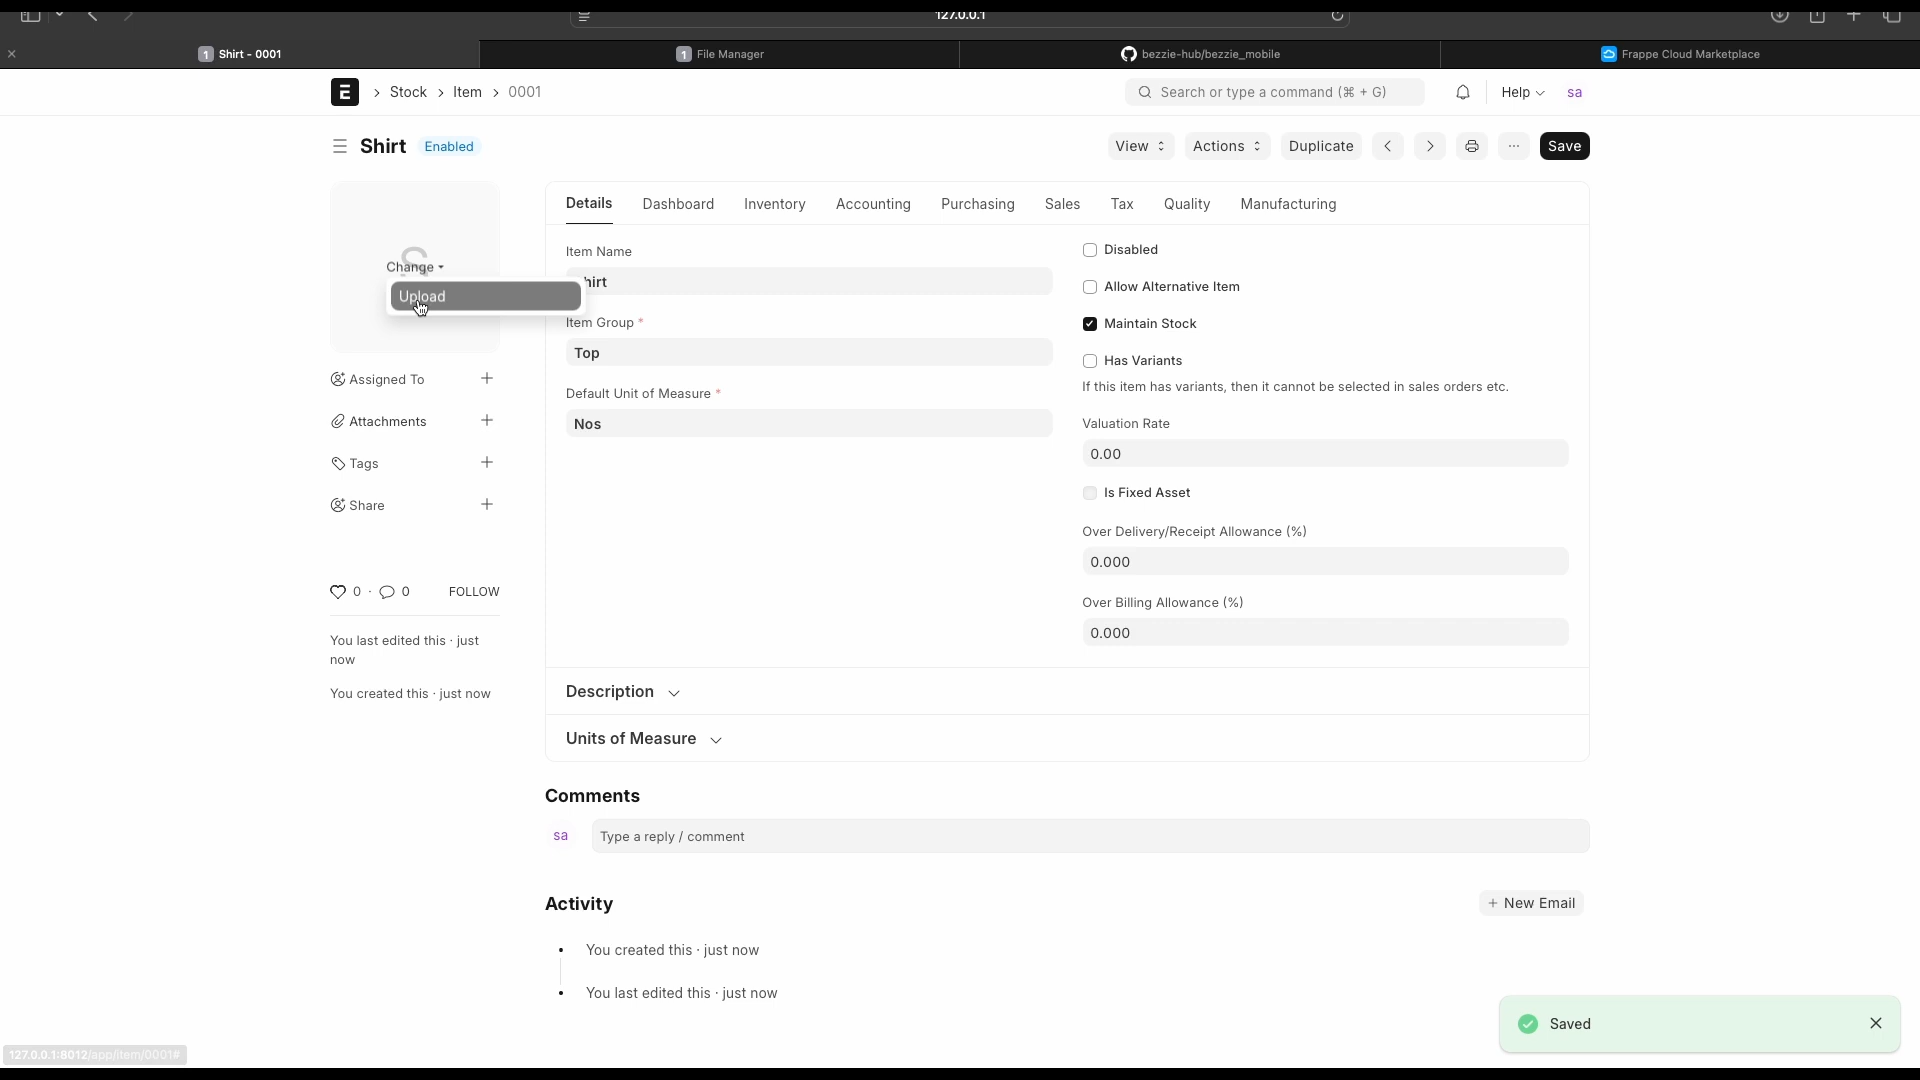 127.0.0.1
1 Shirt - 0001
1 File Manager
bezzie-hub/bezzie_mobile
Frappe Cloud Marketplace
E > Stock > Item > 0001
Search or type a command (⌘ + G)
Help
sa
Shirt Enabled
View Actions Duplicate ··· Save
S
Change
Upload
Assigned To +
Attachments +
Tags +
Share +
0 · 0 FOLLOW
You last edited this · just
now
You created this · just now
Details Dashboard Inventory Accounting Purchasing Sales Tax Quality Manufacturing
Item Name
hirt
Item Group *
Top
Default Unit of Measure *
Nos
Disabled
Allow Alternative Item
Maintain Stock
Has Variants
If this item has variants, then it cannot be selected in sales orders etc.
Valuation Rate
0.00
Is Fixed Asset
Over Delivery/Receipt Allowance (%)
0.000
Over Billing Allowance (%)
0.000
Description
Units of Measure
Comments
sa
Type a reply / comment
Activity
+ New Email
• You created this · just now
• You last edited this · just now
Saved
127.0.0.1:8012/app/item/0001#